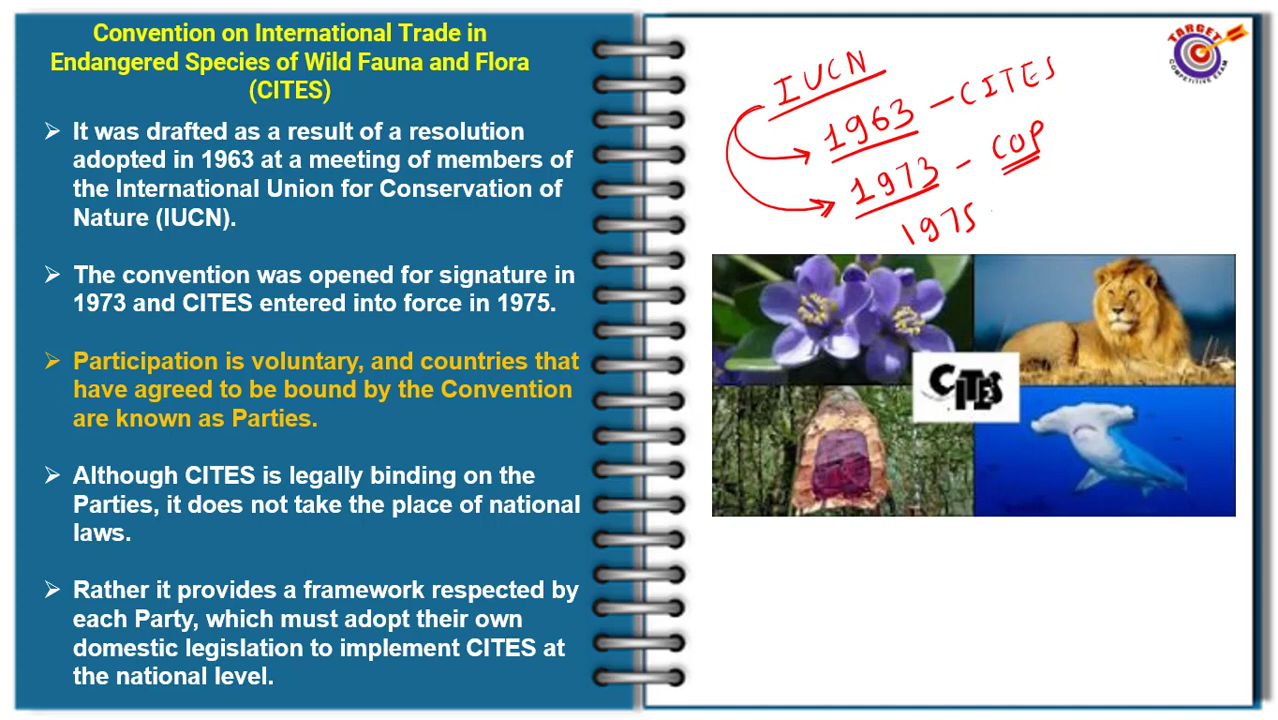 Convention on International Trade in
Endangered Species of Wild Fauna and Flora
(CITES)
It was drafted as a result of a resolution
adopted in 1963 at a meeting of members of
the International Union for Conservation of
Nature (IUCN).
The convention was opened for signature in
1973 and CITES entered into force in 1975.
Participation is voluntary, and countries that
have agreed to be bound by the Convention
are known as Parties.
Although CITES is legally binding on the
Parties, it does not take the place of national
laws.
Rather it provides a framework respected by
each Party, which must adopt their own
domestic legislation to implement CITES at
the national level.
TARGET
COMPETITIVE EXAM
IUCN
1963 - CITES
1973 - COP
1975
CITES